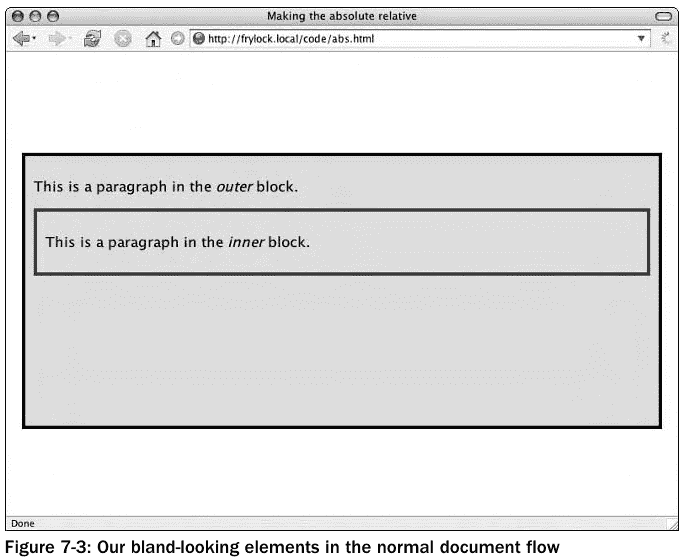 Making the absolute relative
http://frylock.local/code/abs.html
This is a paragraph in the outer block.
This is a paragraph in the inner block.
Done
Figure 7-3: Our bland-looking elements in the normal document flow